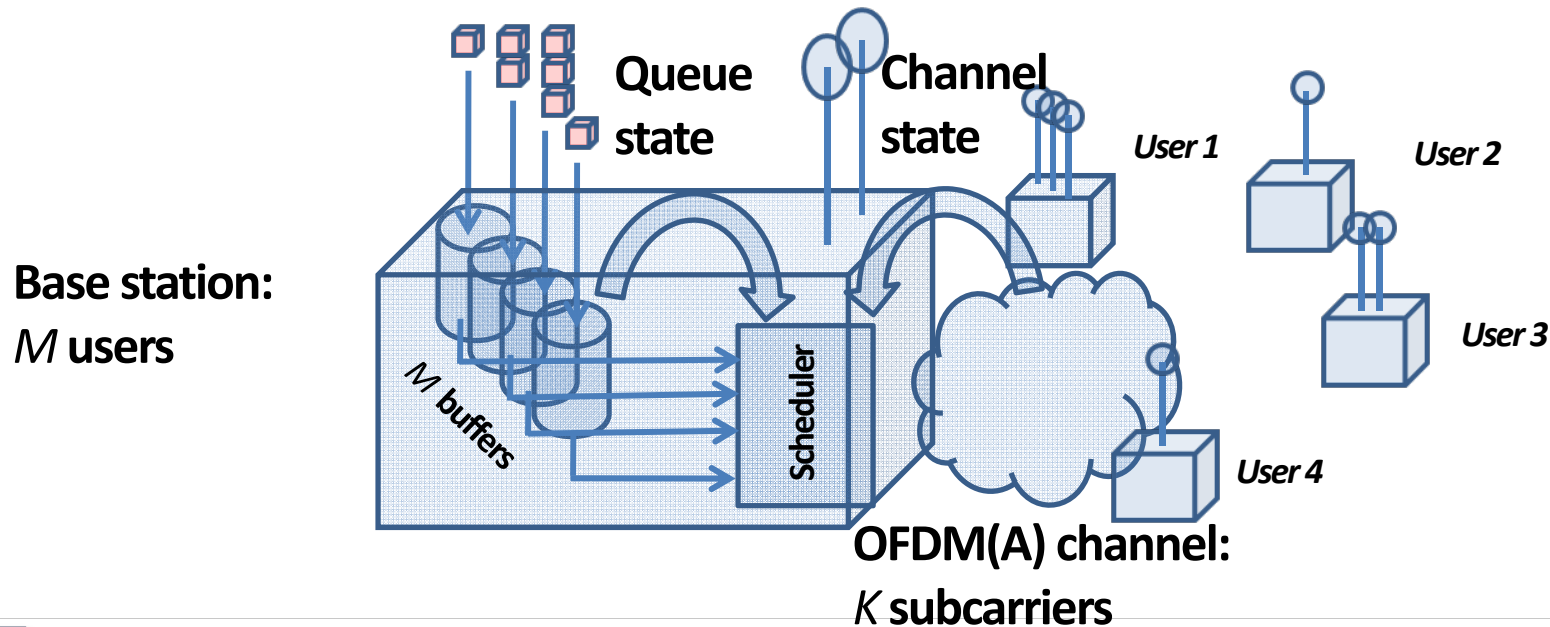 Queue
state
Channel
state
User 1
User 2
Base station:
M users
User 3
M buffers
Scheduler
User 4
OFDM(A) channel:
K subcarriers